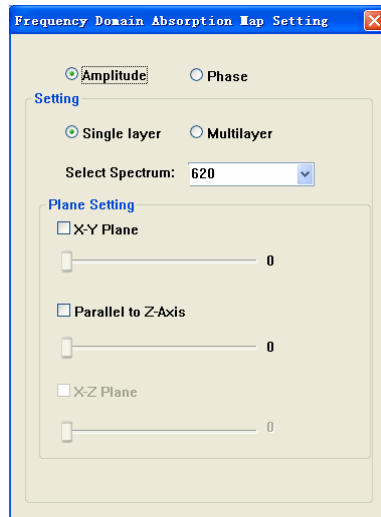 Frequency Domain Absorption Map Setting
Amplitude Phase
Setting
Single layer Multilayer
Select Spectrum: 620
Plane Setting
X-Y Plane
0
Parallel to Z-Axis
0
X-Z Plane
0